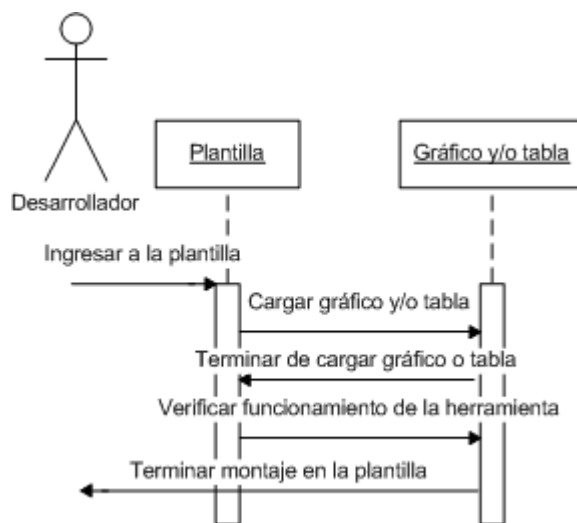 Plantilla
Gráfico y/o tabla
Desarrollador
Ingresar a la plantilla
Cargar gráfico y/o tabla
Terminar de cargar gráfico o tabla
Verificar funcionamiento de la herramienta
Terminar montaje en la plantilla